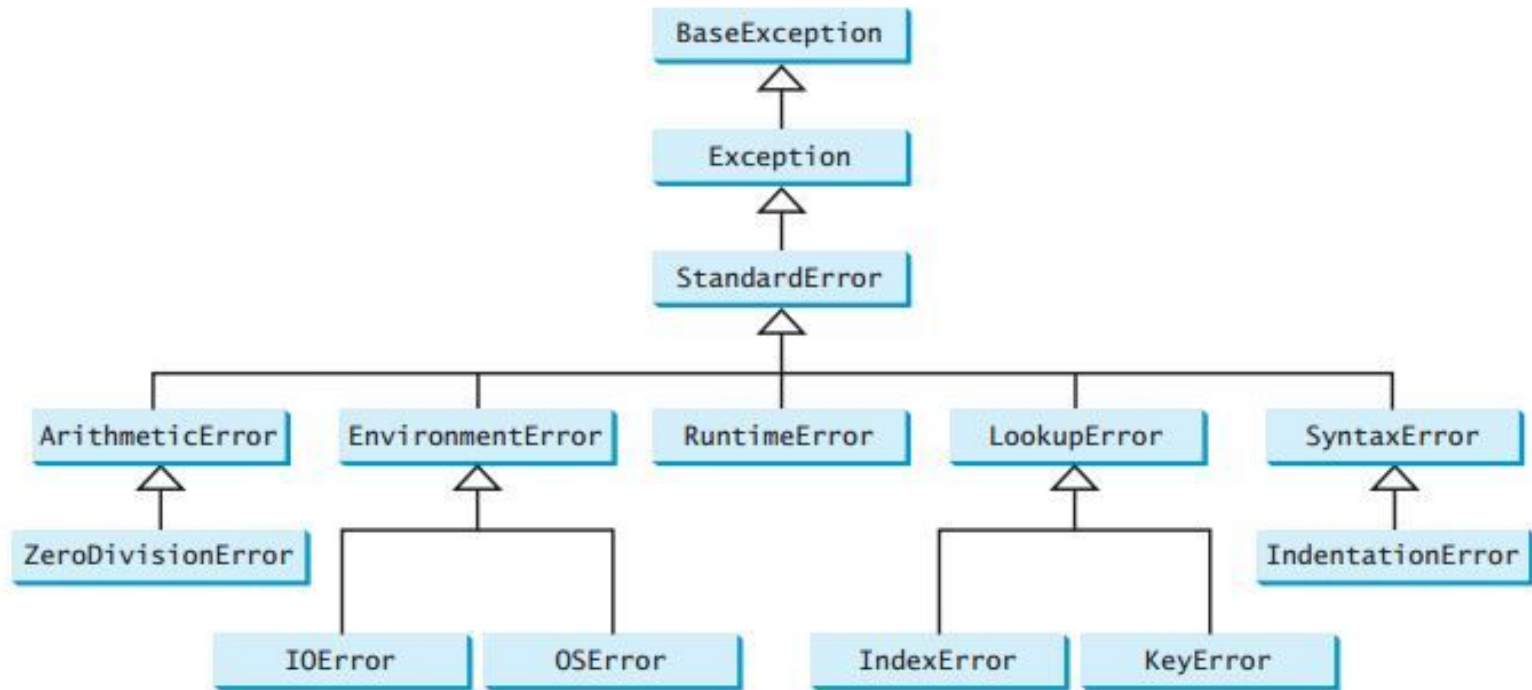 BaseException
Exception
StandardError
ArithmeticError EnvironmentError RuntimeError LookupError SyntaxError
ZeroDivisionError IndentationError
IOError OSError IndexError KeyError